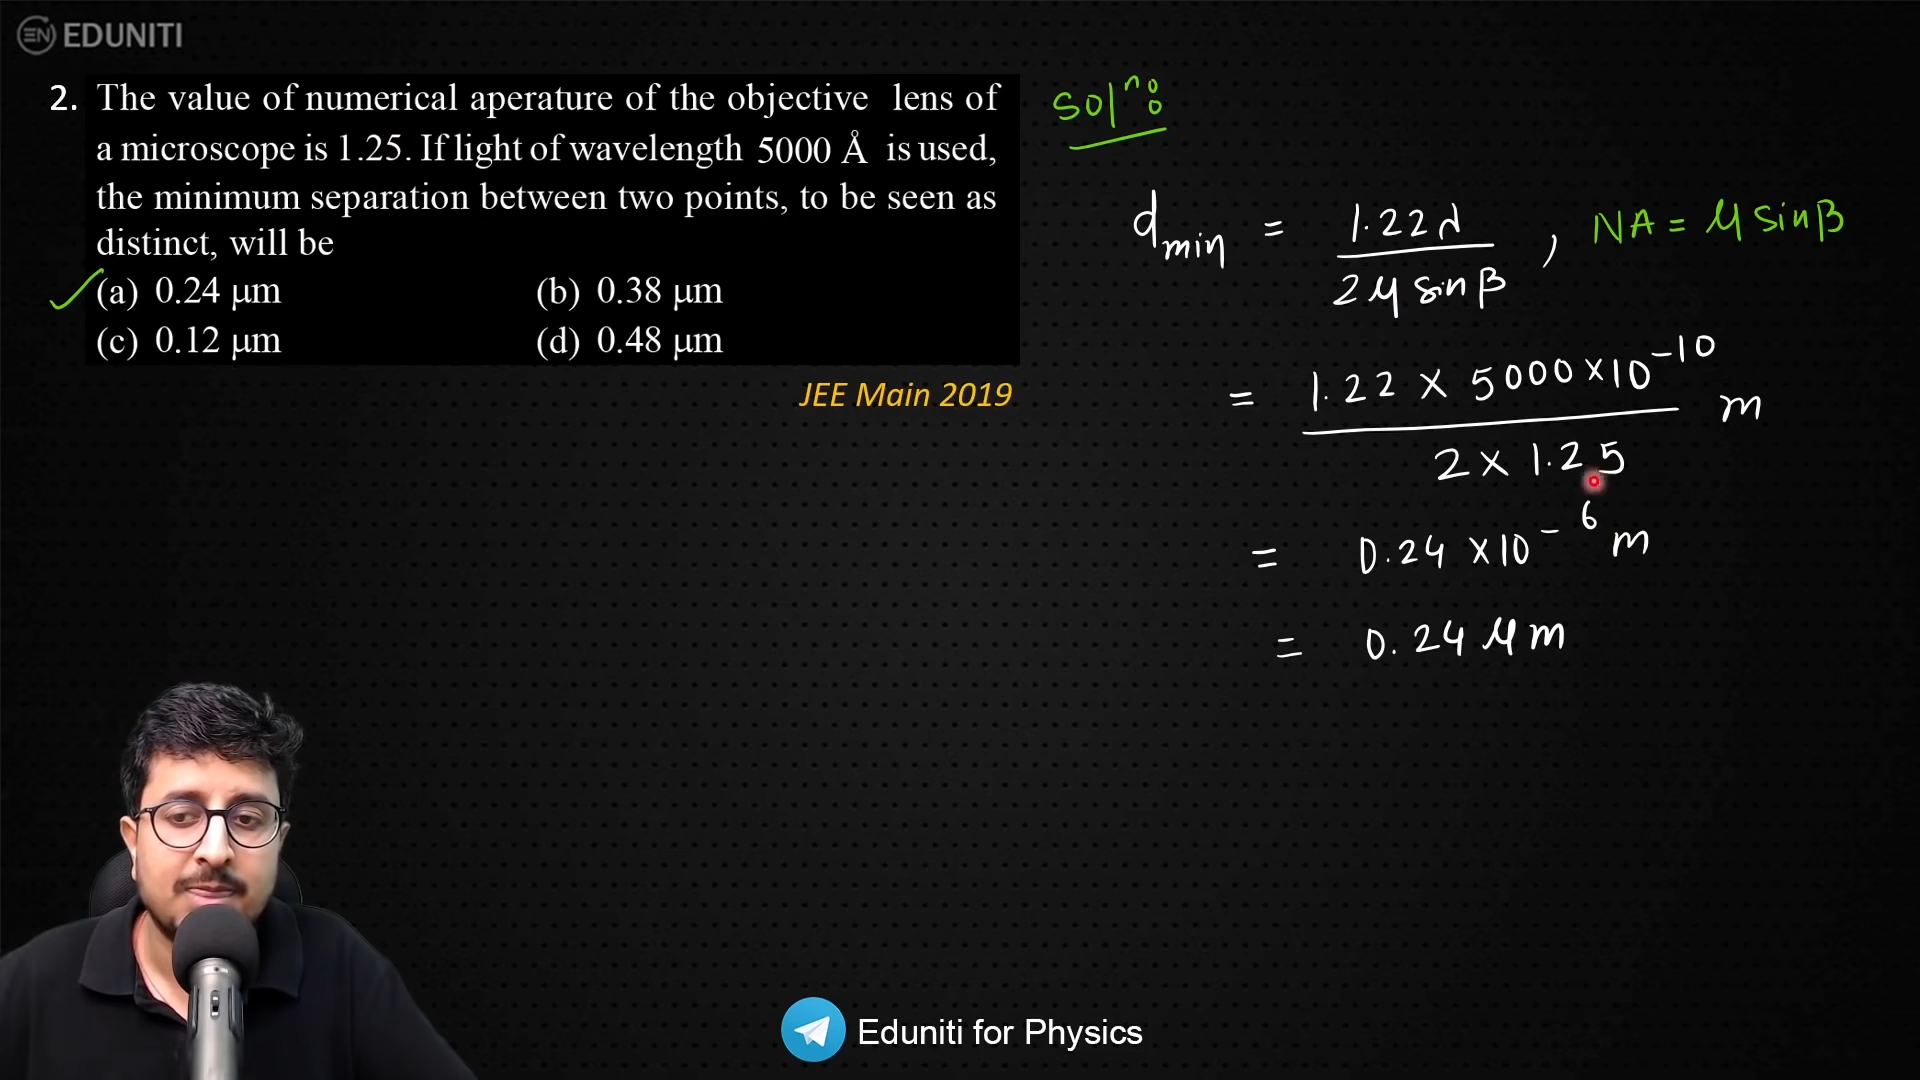 EN EDUNITI
2. The value of numerical aperature of the objective lens of
a microscope is 1.25. If light of wavelength 5000 Å is used,
the minimum separation between two points, to be seen as
distinct, will be
(a) 0.24 μm (b) 0.38 μm
(c) 0.12 μm (d) 0.48 μm
JEE Main 2019
Solⁿ:
d_min = 1.22λ / 2μ sinβ , NA = μ sinβ
= 1.22 × 5000 × 10⁻¹⁰ / 2 × 1.25 m
= 0.24 × 10⁻⁶ m
= 0.24 μm
Eduniti for Physics